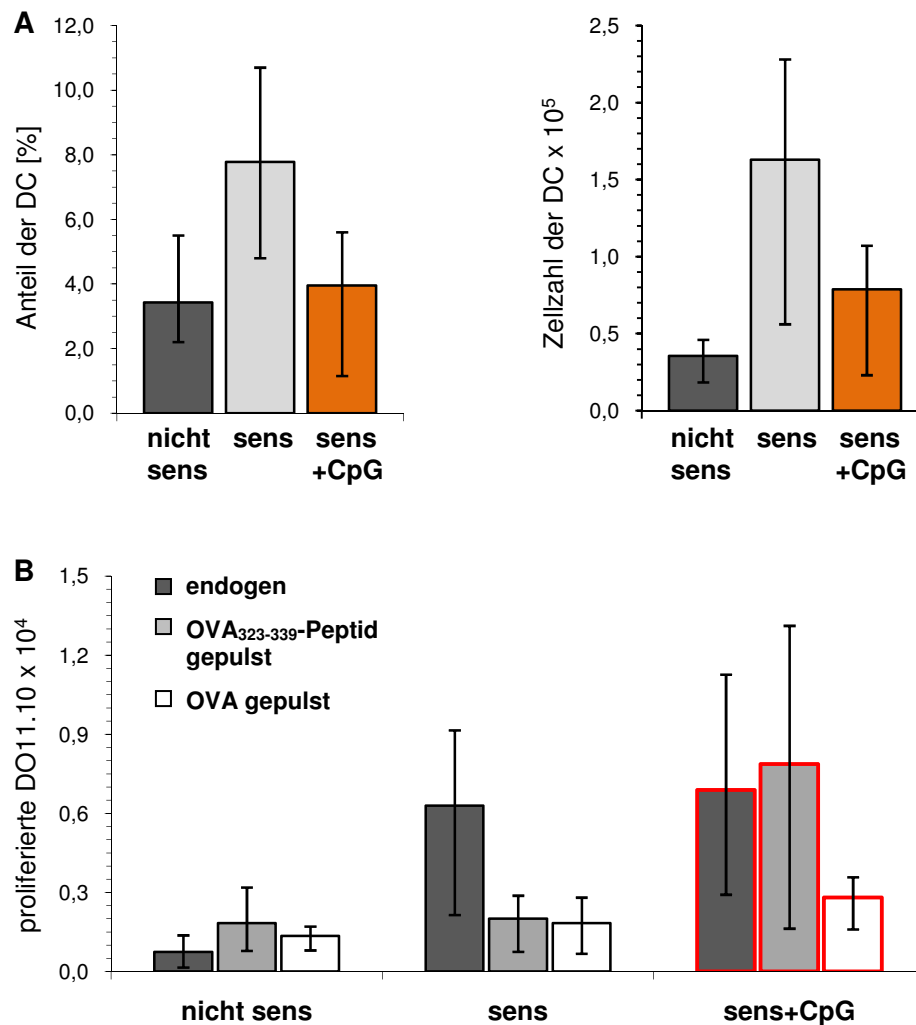 A
Anteil der DC [%]
12,0
10,0
8,0
6,0
4,0
2,0
0,0
nicht sens
sens
sens +CpG
Zellzahl der DC x 10⁵
2,5
2,0
1,5
1,0
0,5
0,0
nicht sens
sens
sens +CpG
B
proliferierte DO11.10 x 10⁴
1,5
1,2
0,9
0,6
0,3
0,0
endogen
OVA₃₂₃₋₃₃₉-Peptid
gepulst
OVA gepulst
nicht sens
sens
sens+CpG